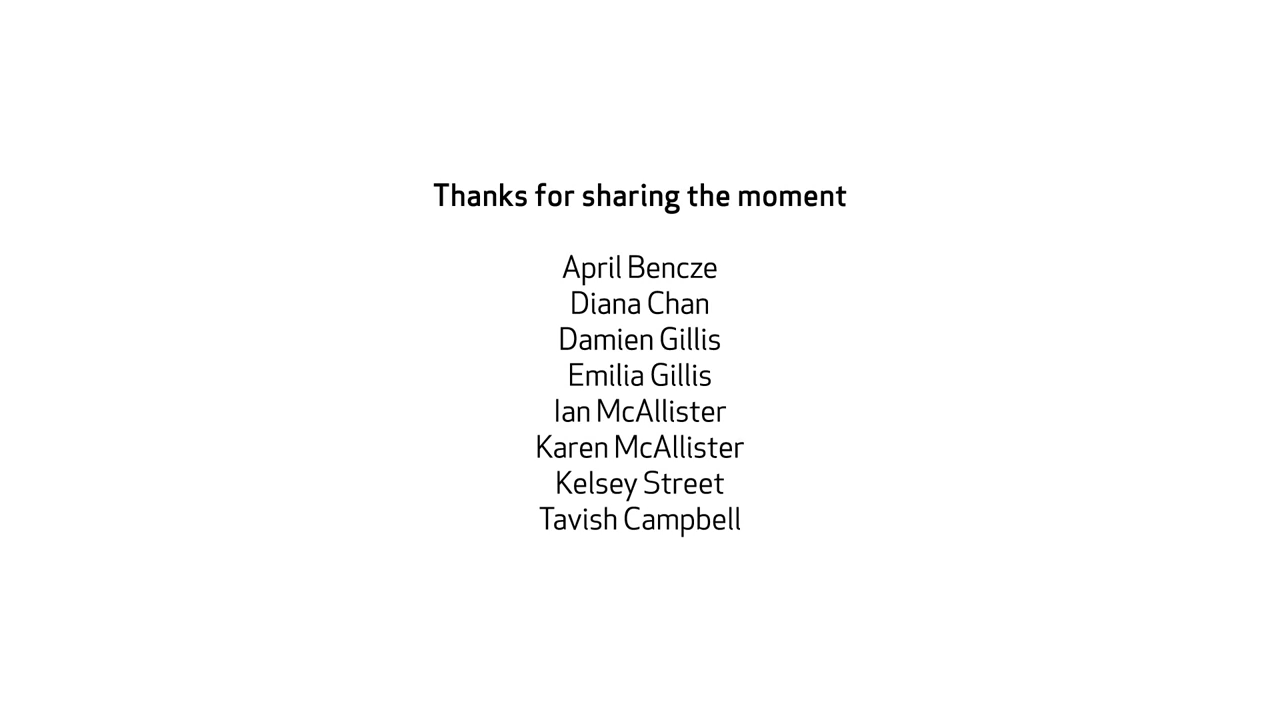 Thanks for sharing the moment
April Bencze
Diana Chan
Damien Gillis
Emilia Gillis
Ian McAllister
Karen McAllister
Kelsey Street
Tavish Campbell